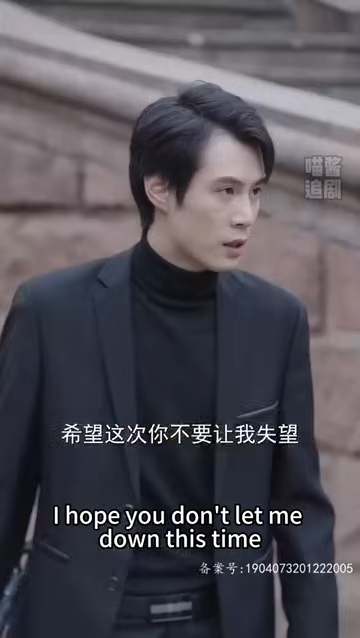 喵酱
追剧
希望这次你不要让我失望
I hope you don't let me
down this time
备案号:1904073201222005